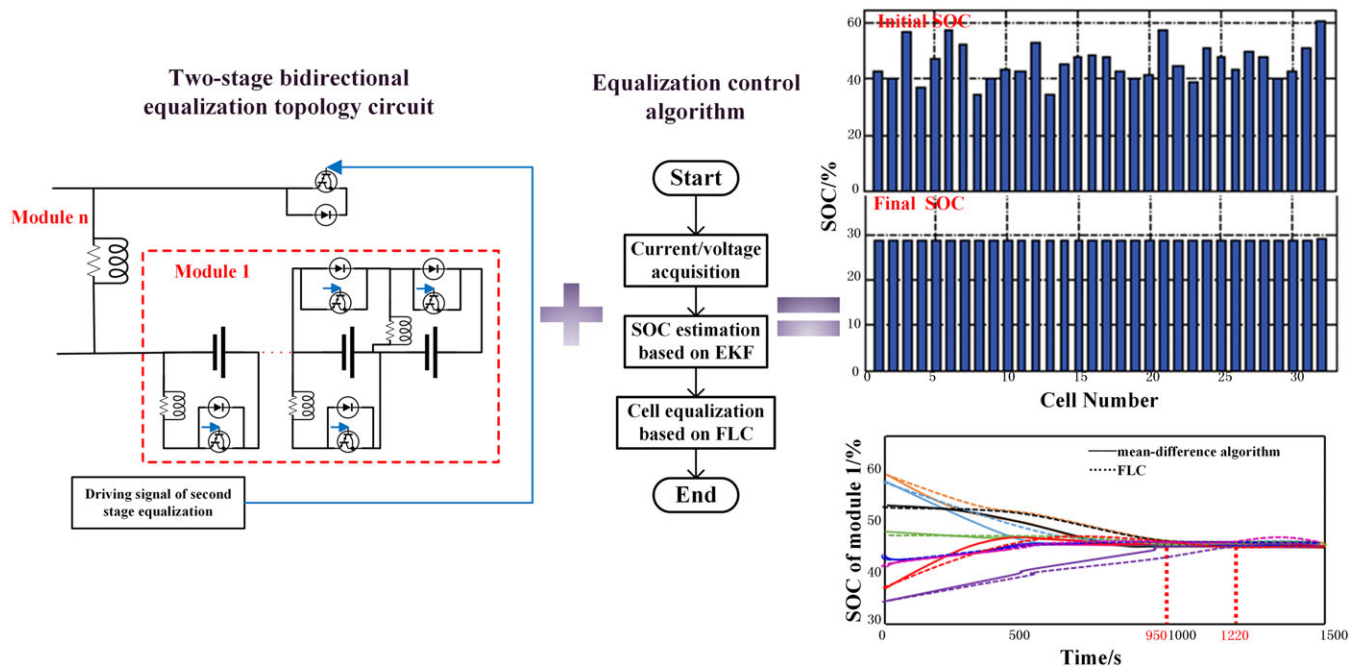 Two-stage bidirectional
equalization topology circuit
Module n
Module 1
Driving signal of second
stage equalization
Equalization control
algorithm
Start
Current/voltage
acquisition
SOC estimation
based on EKF
Cell equalization
based on FLC
End
Initial SOC
60
40
20
0
Final SOC
30
20
10
0
SOC/%
0 5 10 15 20 25 30
Cell Number
mean-difference algorithm
FLC
60
50
40
30
SOC of module 1/%
0 500 950 1000 1220 1500
Time/s